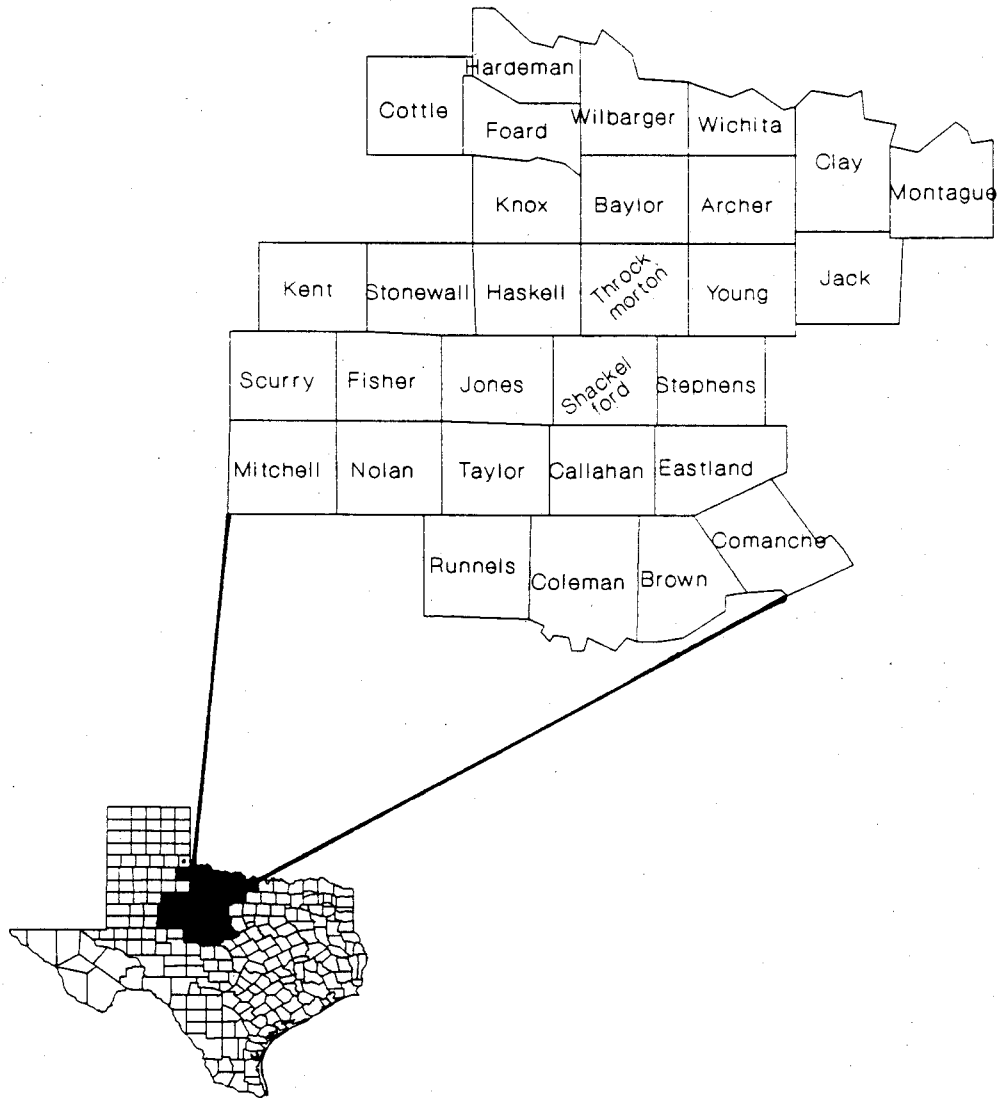 Hardeman
Cottle
Foard
Wilbarger
Wichita
Clay
Montague
Knox
Baylor
Archer
Kent
Stonewall
Haskell
Throck
morton
Young
Jack
Scurry
Fisher
Jones
Shackel
ford
Stephens
Mitchell
Nolan
Taylor
Callahan
Eastland
Runnels
Coleman
Brown
Comanche